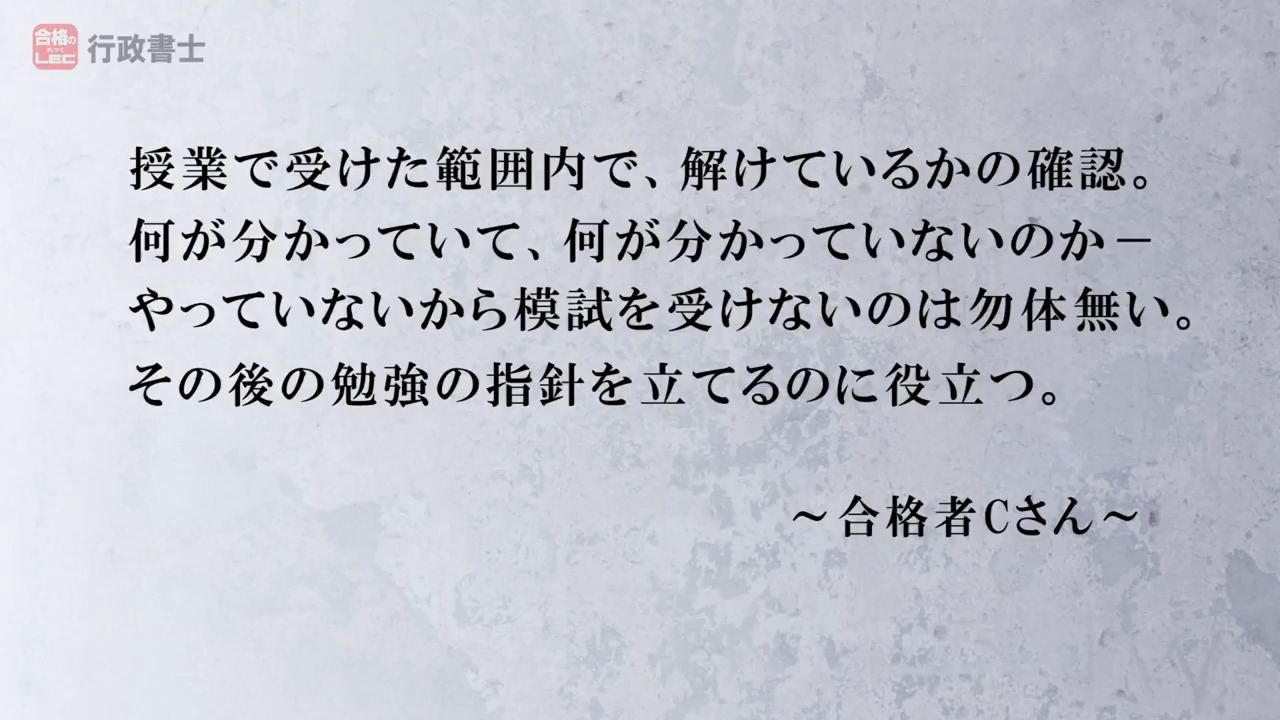 合格の
れっく
LEC
行政書士
授業で受けた範囲内で、解けているかの確認。
何が分かっていて、何が分かっていないのか－
やっていないから模試を受けないのは勿体無い。
その後の勉強の指針を立てるのに役立つ。
～合格者Cさん～